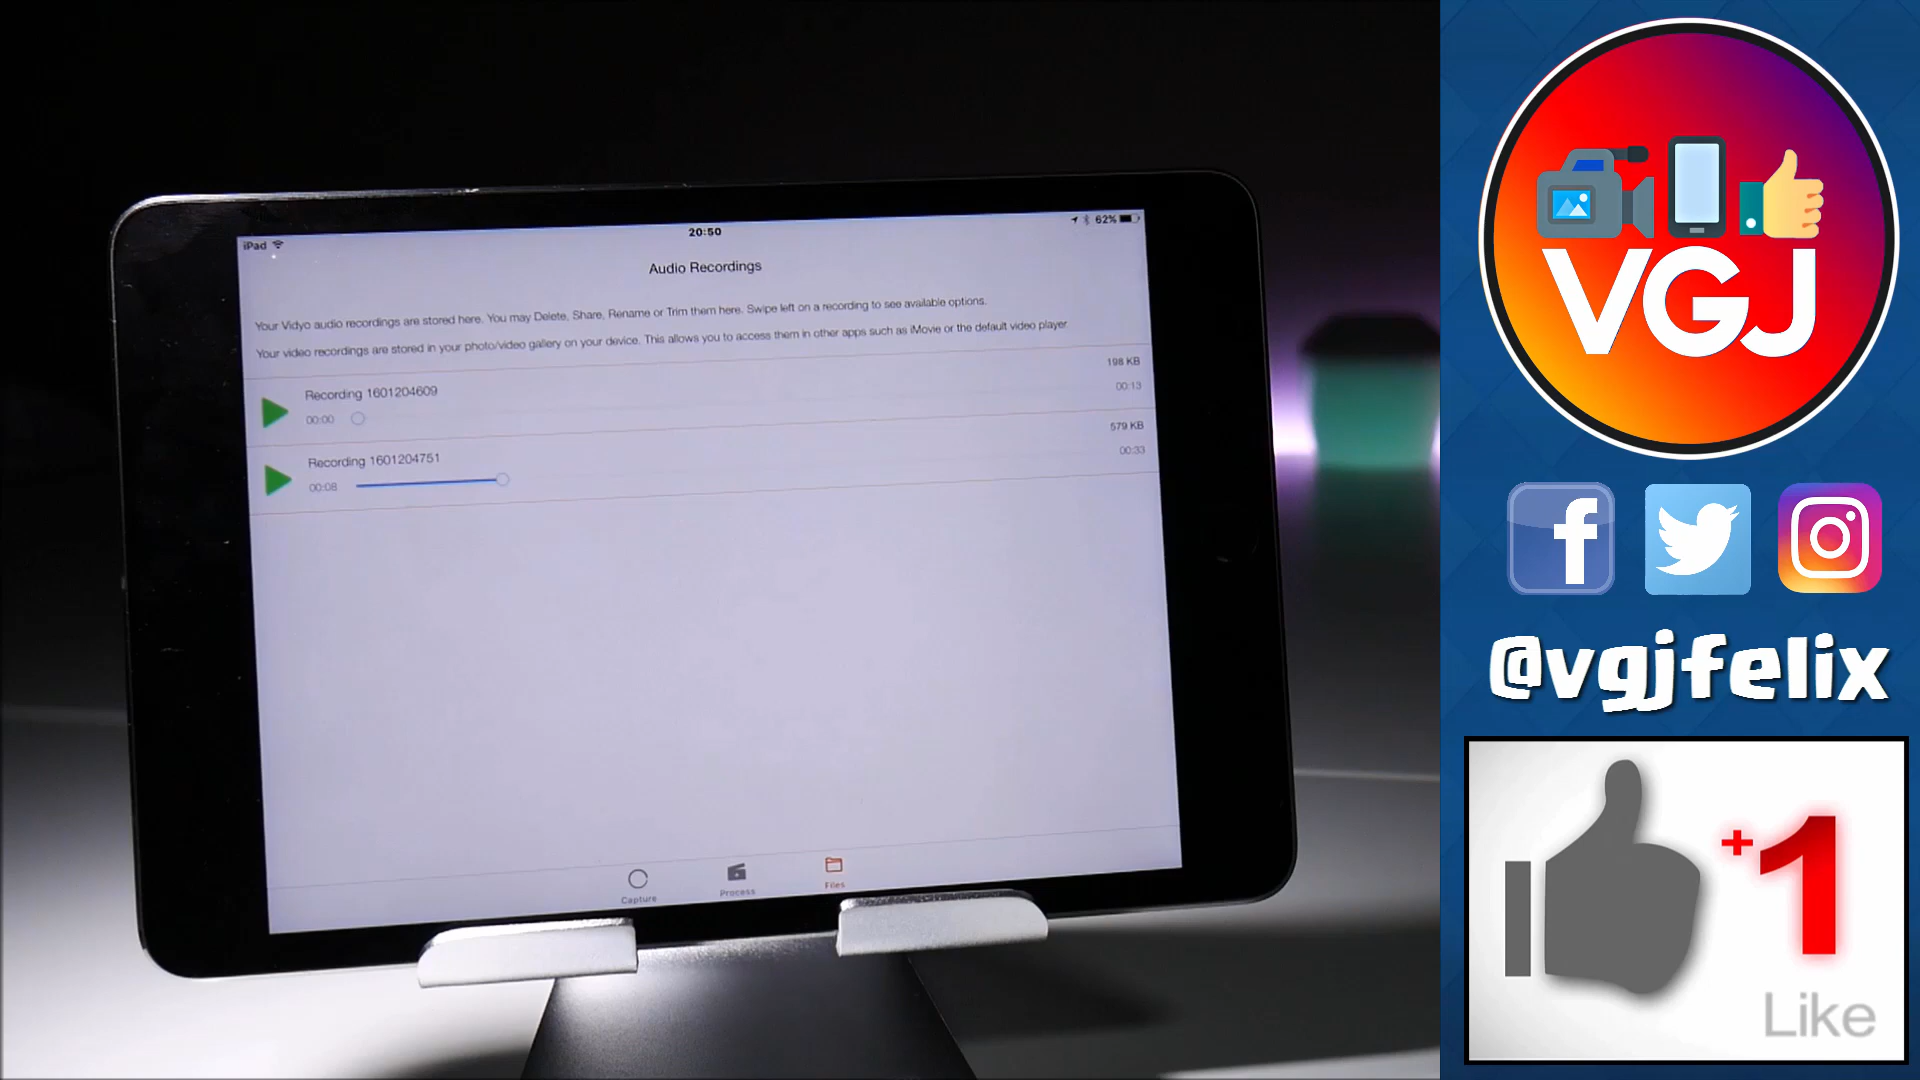 iPad
20:50
62%
Audio Recordings
Your Vidyo audio recordings are stored here. You may Delete, Share, Rename or Trim them here. Swipe left on a recording to see available options.
Your video recordings are stored in your photo/video gallery on your device. This allows you to access them in other apps such as iMovie or the default video player
Recording 1601204609
198 KB
00:00
00:13
Recording 1601204751
579 KB
00:08
00:33
Capture
Process
Files
VGJ
f
@vgjfelix
+1
Like